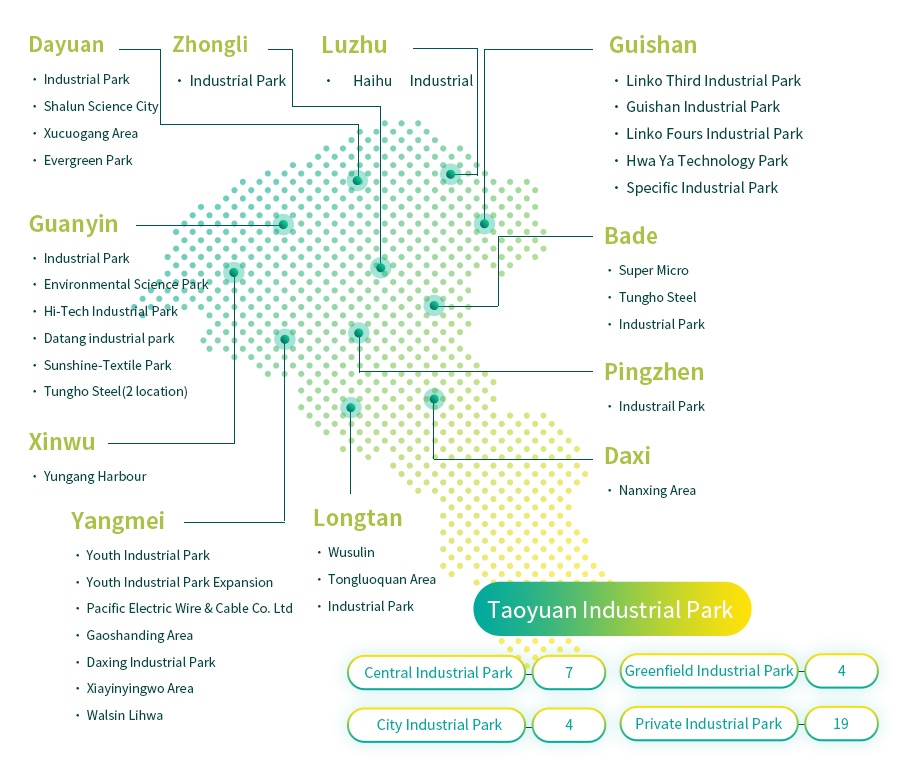 Dayuan
・ Industrial Park
・ Shalun Science City
・ Xucuogang Area
・ Evergreen Park
Zhongli
・ Industrial Park
Luzhu
・ Haihu Industrial
Guishan
・ Linko Third Industrial Park
・ Guishan Industrial Park
・ Linko Fours Industrial Park
・ Hwa Ya Technology Park
・ Specific Industrial Park
Guanyin
・ Industrial Park
・ Environmental Science Park
・ Hi-Tech Industrial Park
・ Datang industrial park
・ Sunshine-Textile Park
・ Tungho Steel(2 location)
Bade
・ Super Micro
・ Tungho Steel
・ Industrial Park
Pingzhen
・ Industrail Park
Xinwu
・ Yungang Harbour
Daxi
・ Nanxing Area
Yangmei
・ Youth Industrial Park
・ Youth Industrial Park Expansion
・ Pacific Electric Wire & Cable Co. Ltd
・ Gaoshanding Area
・ Daxing Industrial Park
・ Xiayinyingwo Area
・ Walsin Lihwa
Longtan
・ Wusulin
・ Tongluoquan Area
・ Industrial Park
Taoyuan Industrial Park
Central Industrial Park 7
Greenfield Industrial Park 4
City Industrial Park 4
Private Industrial Park 19